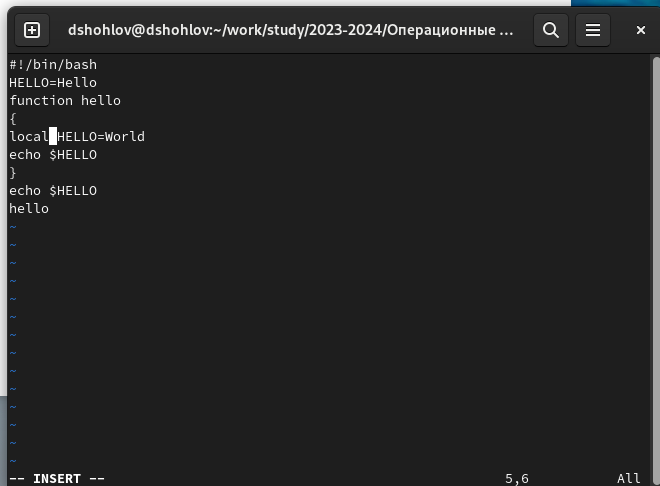 dshohlov@dshohlov:~/work/study/2023-2024/Операционные ...
#!/bin/bash
HELLO=Hello
function hello
{
local HELLO=World
echo $HELLO
}
echo $HELLO
hello
~
~
~
~
~
~
~
~
~
~
~
~
~
~
-- INSERT -- 5,6 All